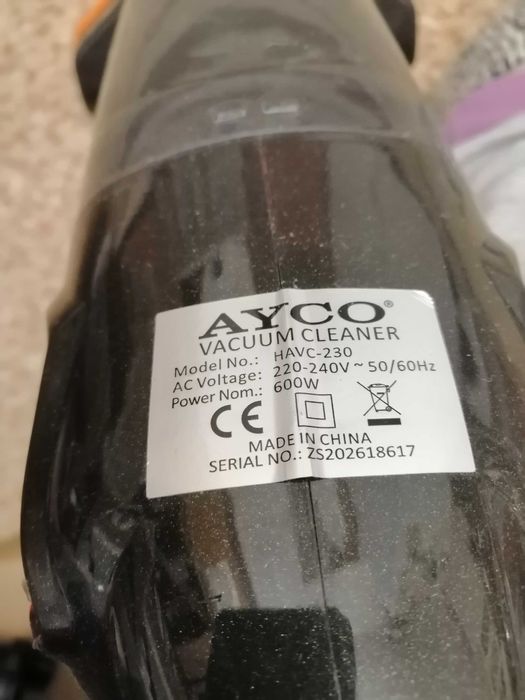 AYCO®
VACUUM CLEANER
Model No.: HAVC-230
AC Voltage: 220-240V ~ 50/60Hz
Power Nom.: 600W
CE
MADE IN CHINA
SERIAL NO.: ZS202618617